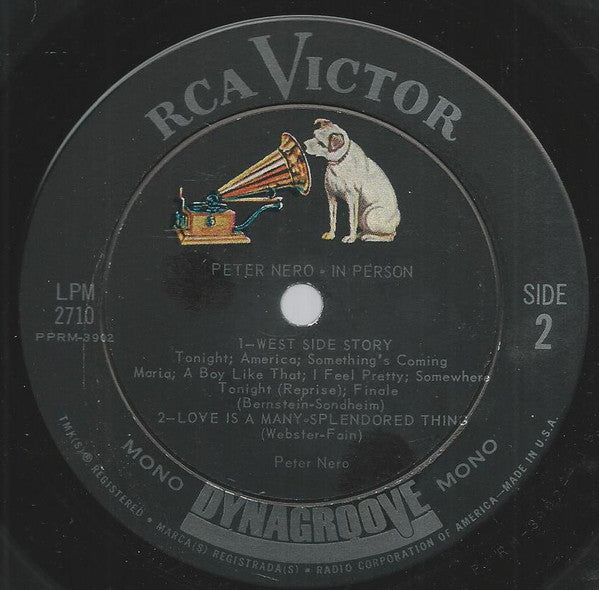 RCA VICTOR
PETER NERO • IN PERSON
LPM
2710
PPRM-3902
SIDE
2
1—WEST SIDE STORY
Tonight; America; Something's Coming
Maria; A Boy Like That; I Feel Pretty; Somewhere
Tonight (Reprise); Finale
(Bernstein-Sondheim)
2—LOVE IS A MANY-SPLENDORED THING
(Webster-Fain)
Peter Nero
MONO
DYNAGROOVE
MONO
TMK(S) ® REGISTERED • MARCA(S) REGISTRADA(S) • RADIO CORPORATION OF AMERICA—MADE IN U.S.A.